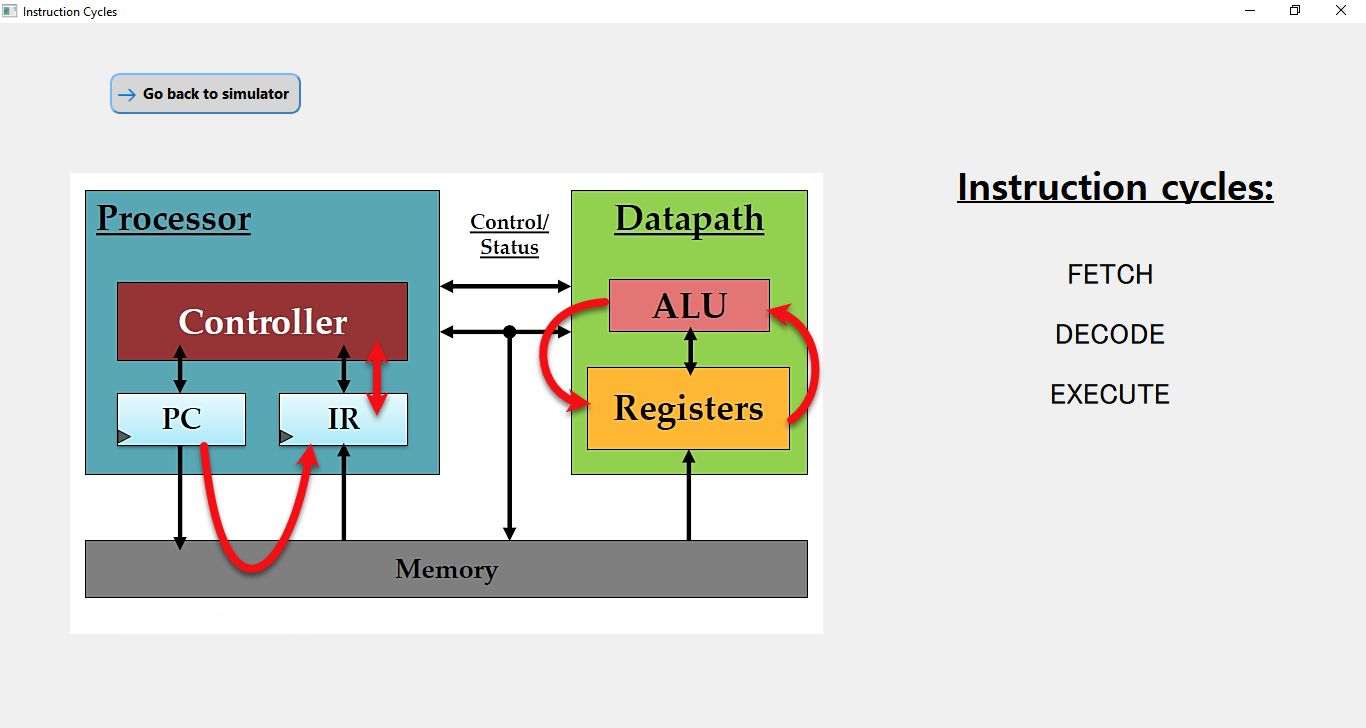 Instruction Cycles
Go back to simulator
Processor
Control/
Status
Datapath
Controller
ALU
PC
IR
Registers
Memory
Instruction cycles:
FETCH
DECODE
EXECUTE